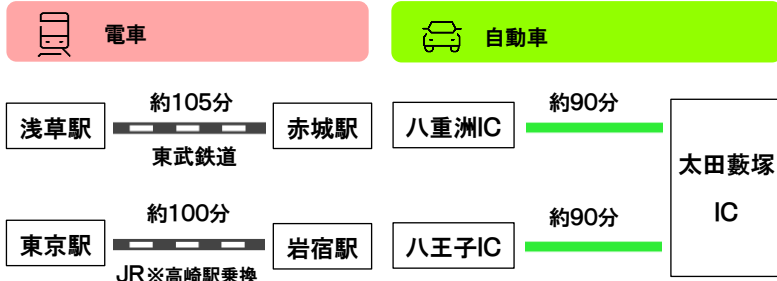 電車
自動車
約105分
浅草駅
赤城駅
東武鉄道
約100分
東京駅
岩宿駅
JR※高崎駅乗換
約90分
八重洲IC
太田藪塚
IC
約90分
八王子IC